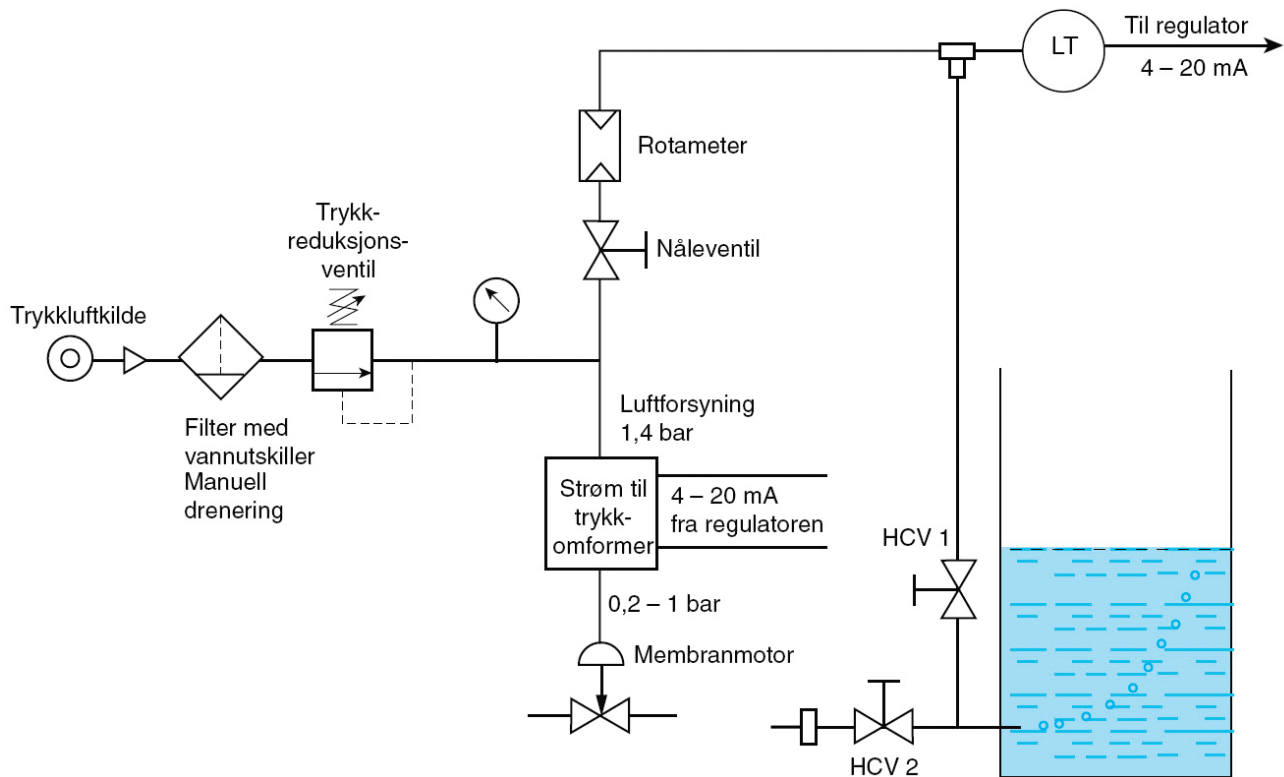 Til regulator
LT
4 – 20 mA
Rotameter
Trykk-
reduksjons-
ventil
Nåleventil
Trykkluftkilde
Filter med
vannutskiller
Manuell
drenering
Luftforsyning
1,4 bar
Strøm til
trykk-
omformer
4 – 20 mA
fra regulatoren
HCV 1
0,2 – 1 bar
Membranmotor
HCV 2